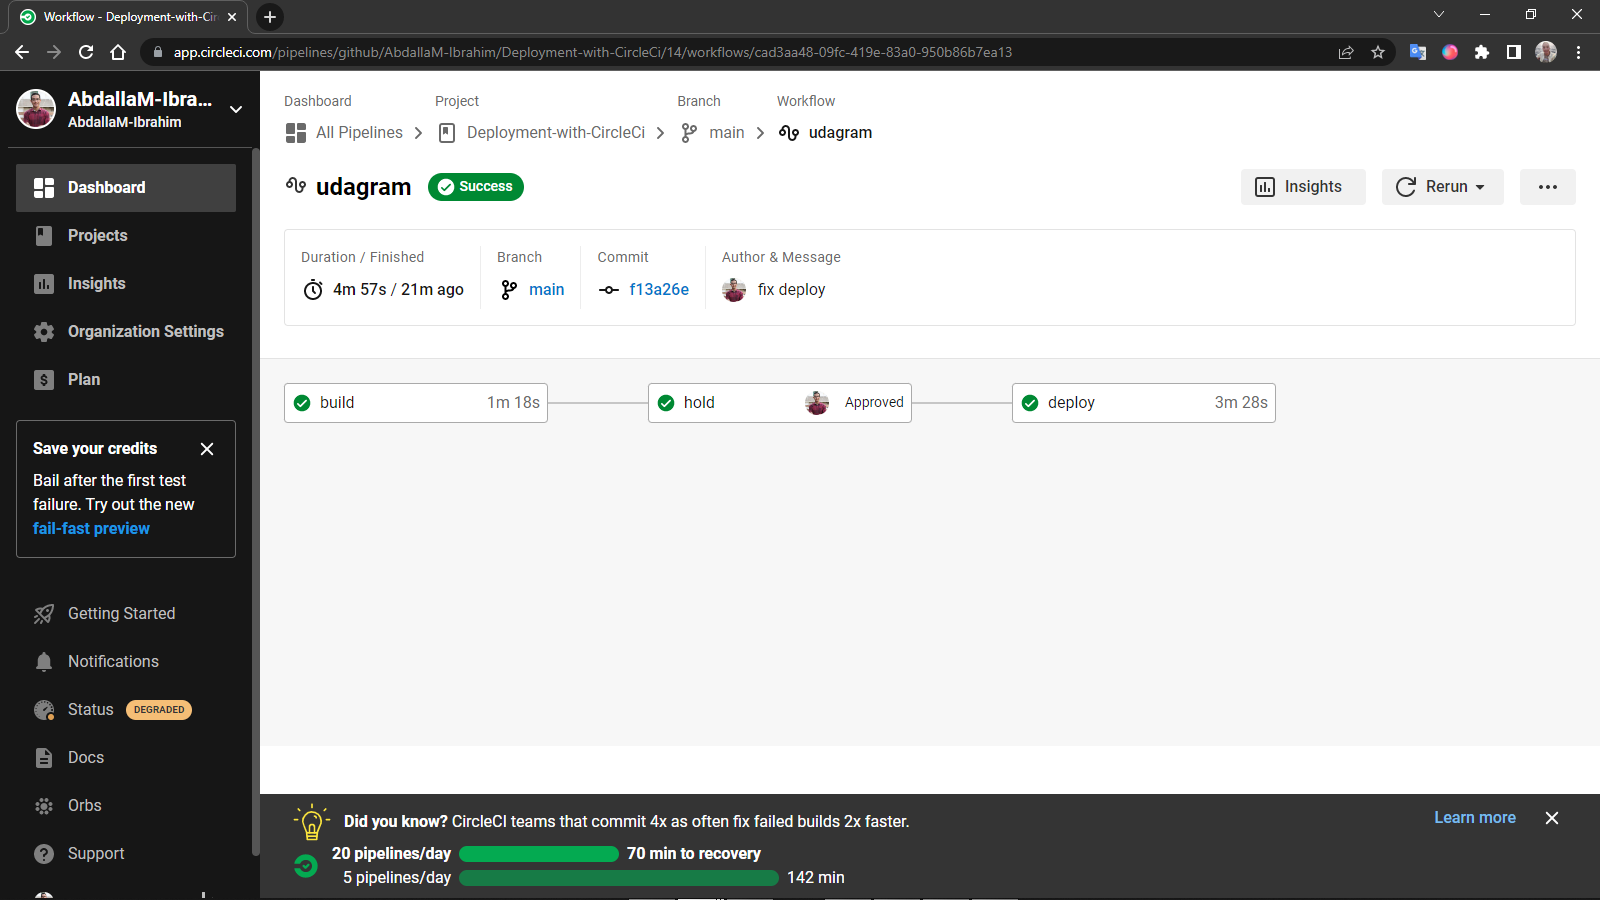 Workflow - Deployment-with-Cir
app.circleci.com/pipelines/github/AbdallaM-Ibrahim/Deployment-with-CircleCi/14/workflows/cad3aa48-09fc-419e-83a0-950b86b7ea13
AbdallaM-Ibra...
AbdallaM-Ibrahim
Dashboard
Projects
Insights
Organization Settings
Plan
Save your credits
Bail after the first test
failure. Try out the new
fail-fast preview
Getting Started
Notifications
Status DEGRADED
Docs
Orbs
Support
Dashboard Project Branch Workflow
All Pipelines Deployment-with-CircleCi main udagram
udagram Success
Insights Rerun
Duration / Finished Branch Commit Author & Message
4m 57s / 21m ago main f13a26e fix deploy
build 1m 18s hold Approved deploy 3m 28s
Did you know? CircleCI teams that commit 4x as often fix failed builds 2x faster.
Learn more
20 pipelines/day 70 min to recovery
5 pipelines/day 142 min